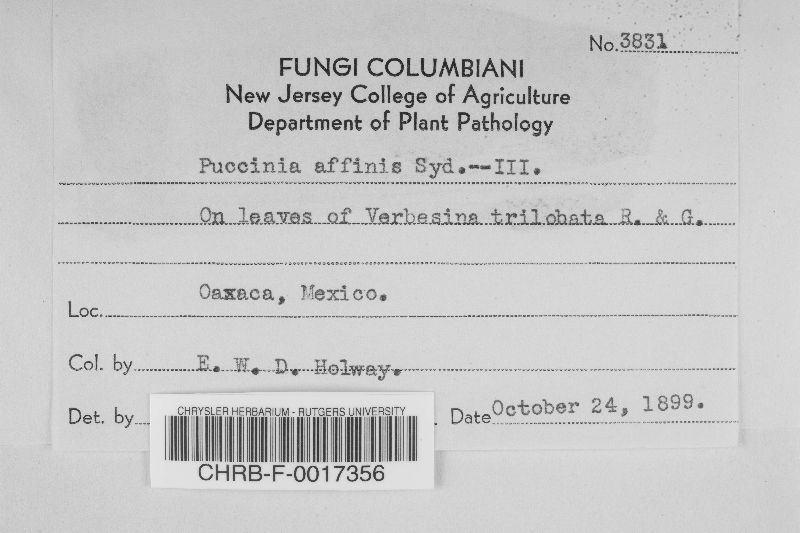 No. 3831
FUNGI COLUMBIANI
New Jersey College of Agriculture
Department of Plant Pathology
Puccinia affinis Syd.--III.
On leaves of Verbesina trilobata R. & G.
Loc. Oaxaca, Mexico.
Col. by E. W. D. Holway.
Det. by
Date October 24, 1899.
CHRYSLER HERBARIUM - RUTGERS UNIVERSITY
CHRB-F-0017356